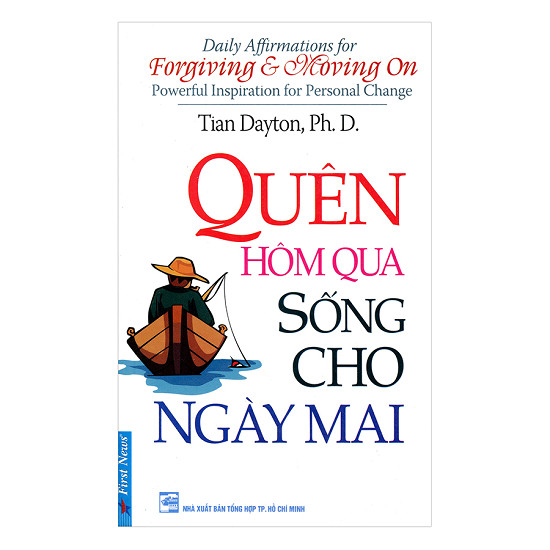 Daily Affirmations for
Forgiving & Moving On
Powerful Inspiration for Personal Change
Tian Dayton, Ph. D.
QUÊN
HÔM QUA
SỐNG
CHO
NGÀY MAI
First News
NHÀ XUẤT BẢN TỔNG HỢP TP. HỒ CHÍ MINH